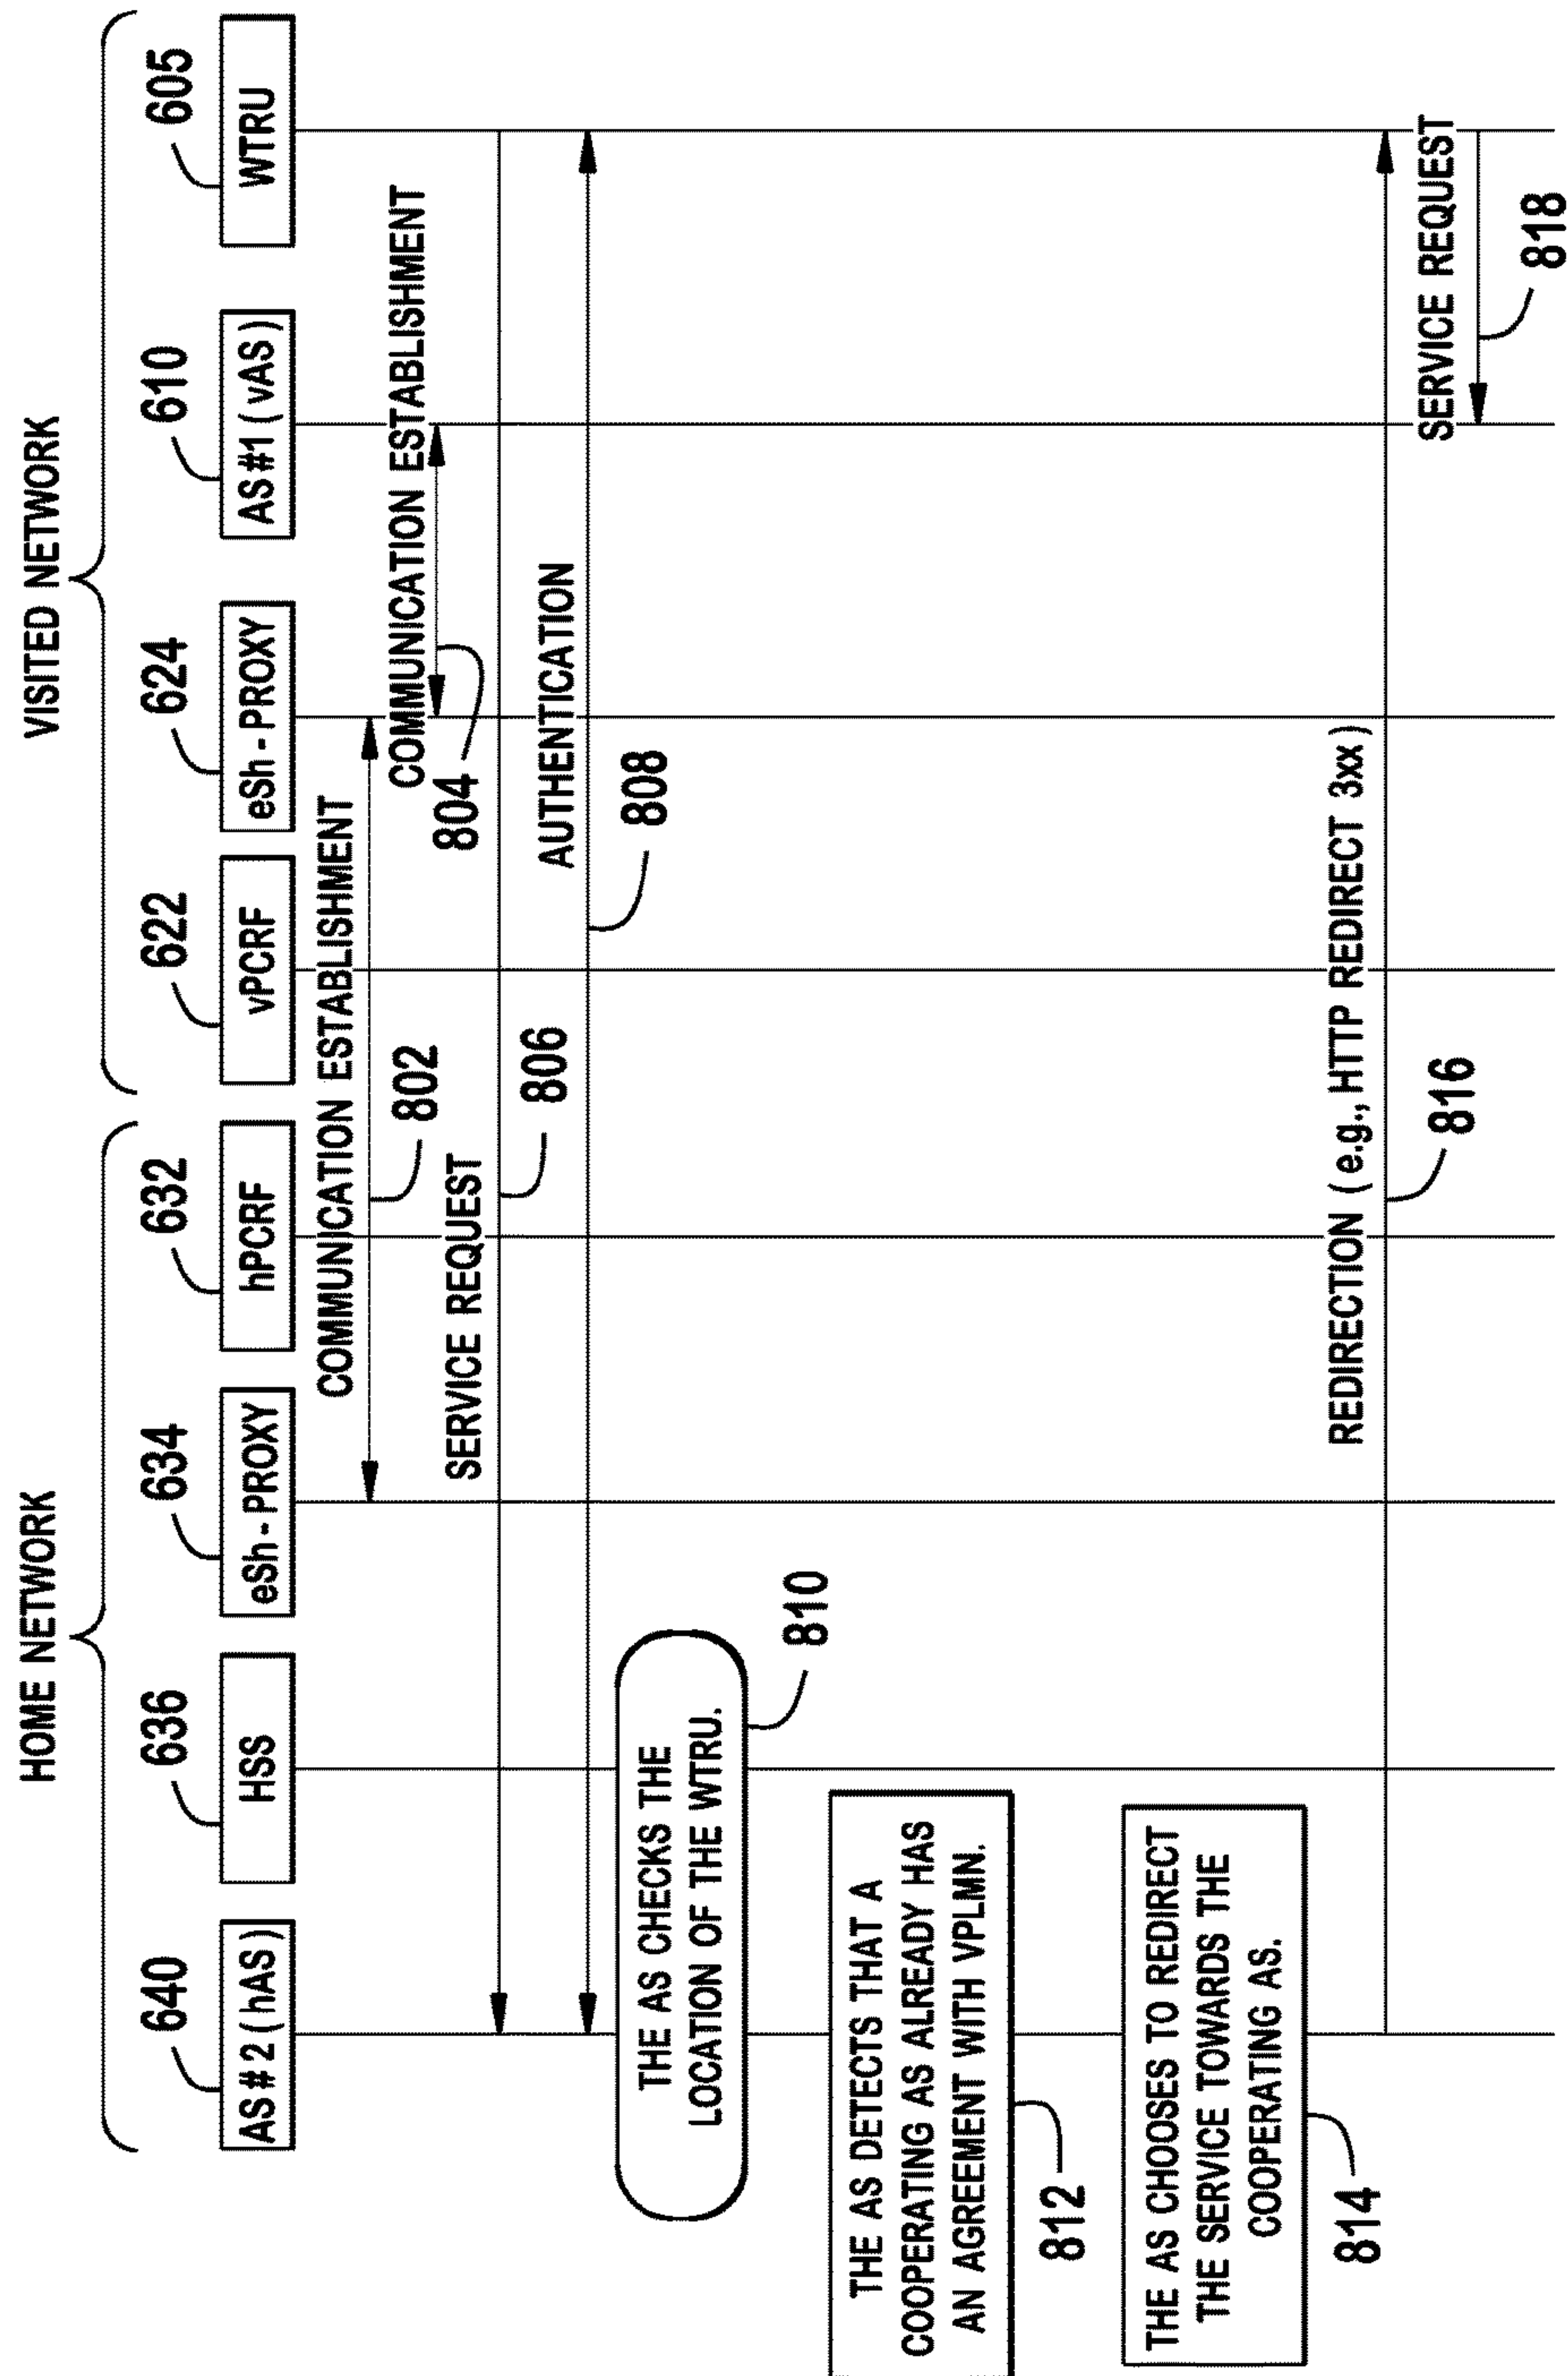 HOME NETWORK
VISITED NETWORK
640
636
634
632
622
624
610
605
AS # 2 ( hAS )
HSS
eSh - PROXY
hPCRF
vPCRF
eSh - PROXY
AS #1 ( vAS )
WTRU
COMMUNICATION ESTABLISHMENT
802
COMMUNICATION ESTABLISHMENT
804
SERVICE REQUEST
806
AUTHENTICATION
808
THE AS CHECKS THE
LOCATION OF THE WTRU.
810
THE AS DETECTS THAT A
COOPERATING AS ALREADY HAS
AN AGREEMENT WITH VPLMN.
812
THE AS CHOOSES TO REDIRECT
THE SERVICE TOWARDS THE
COOPERATING AS.
814
REDIRECTION ( e.g., HTTP REDIRECT 3xx )
816
SERVICE REQUEST
818